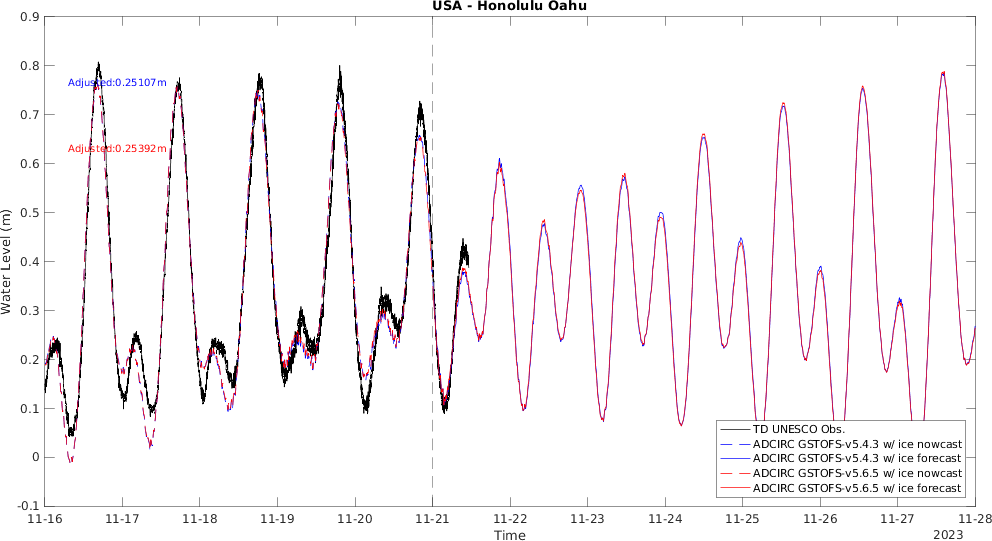 USA - Honolulu Oahu
0.9
0.8
0.7
0.6
0.5
0.4
0.3
0.2
0.1
0
-0.1
Water Level (m)
Adjusted:0.25107m
Adjusted:0.25392m
TD UNESCO Obs.
ADCIRC GSTOFS-v5.4.3 w/ ice nowcast
ADCIRC GSTOFS-v5.4.3 w/ ice forecast
ADCIRC GSTOFS-v5.6.5 w/ ice nowcast
ADCIRC GSTOFS-v5.6.5 w/ ice forecast
11-16 11-17 11-18 11-19 11-20 11-21 11-22 11-23 11-24 11-25 11-26 11-27 11-28
Time
2023